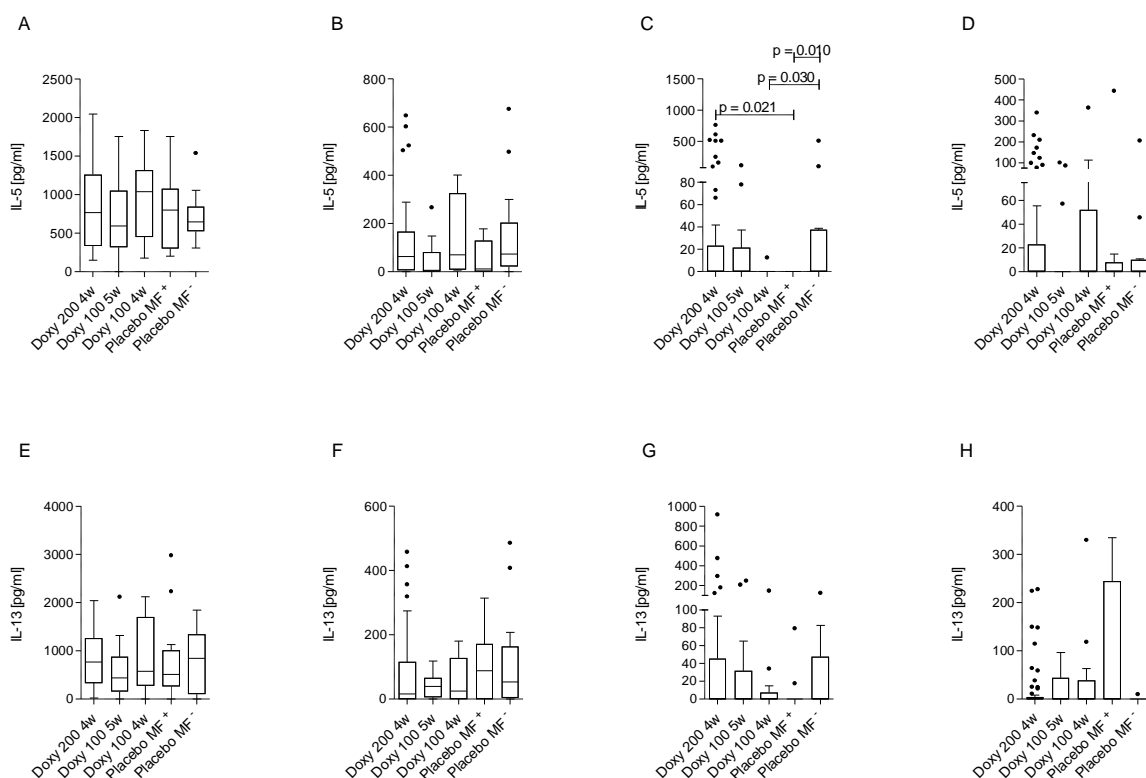 A
B
C
D
p = 0.010
p = 0.030
p = 0.021
IL-5 [pg/ml]
2500
2000
1500
1000
500
0
Doxy 200 4w
Doxy 100 5w
Doxy 100 4w
Placebo MF+
Placebo MF-
IL-5 [pg/ml]
800
600
400
200
0
Doxy 200 4w
Doxy 100 5w
Doxy 100 4w
Placebo MF+
Placebo MF-
IL-5 [pg/ml]
1500
1000
500
80
60
40
20
0
Doxy 200 4w
Doxy 100 5w
Doxy 100 4w
Placebo MF+
Placebo MF-
IL-5 [pg/ml]
500
400
300
200
100
60
40
20
0
Doxy 200 4w
Doxy 100 5w
Doxy 100 4w
Placebo MF+
Placebo MF-
E
F
G
H
IL-13 [pg/ml]
4000
3000
2000
1000
0
Doxy 200 4w
Doxy 100 5w
Doxy 100 4w
Placebo MF+
Placebo MF-
IL-13 [pg/ml]
600
400
200
0
Doxy 200 4w
Doxy 100 5w
Doxy 100 4w
Placebo MF+
Placebo MF-
IL-13 [pg/ml]
1000
800
600
400
200
100
80
60
40
20
0
Doxy 200 4w
Doxy 100 5w
Doxy 100 4w
Placebo MF+
Placebo MF-
IL-13 [pg/ml]
400
300
200
100
0
Doxy 200 4w
Doxy 100 5w
Doxy 100 4w
Placebo MF+
Placebo MF-